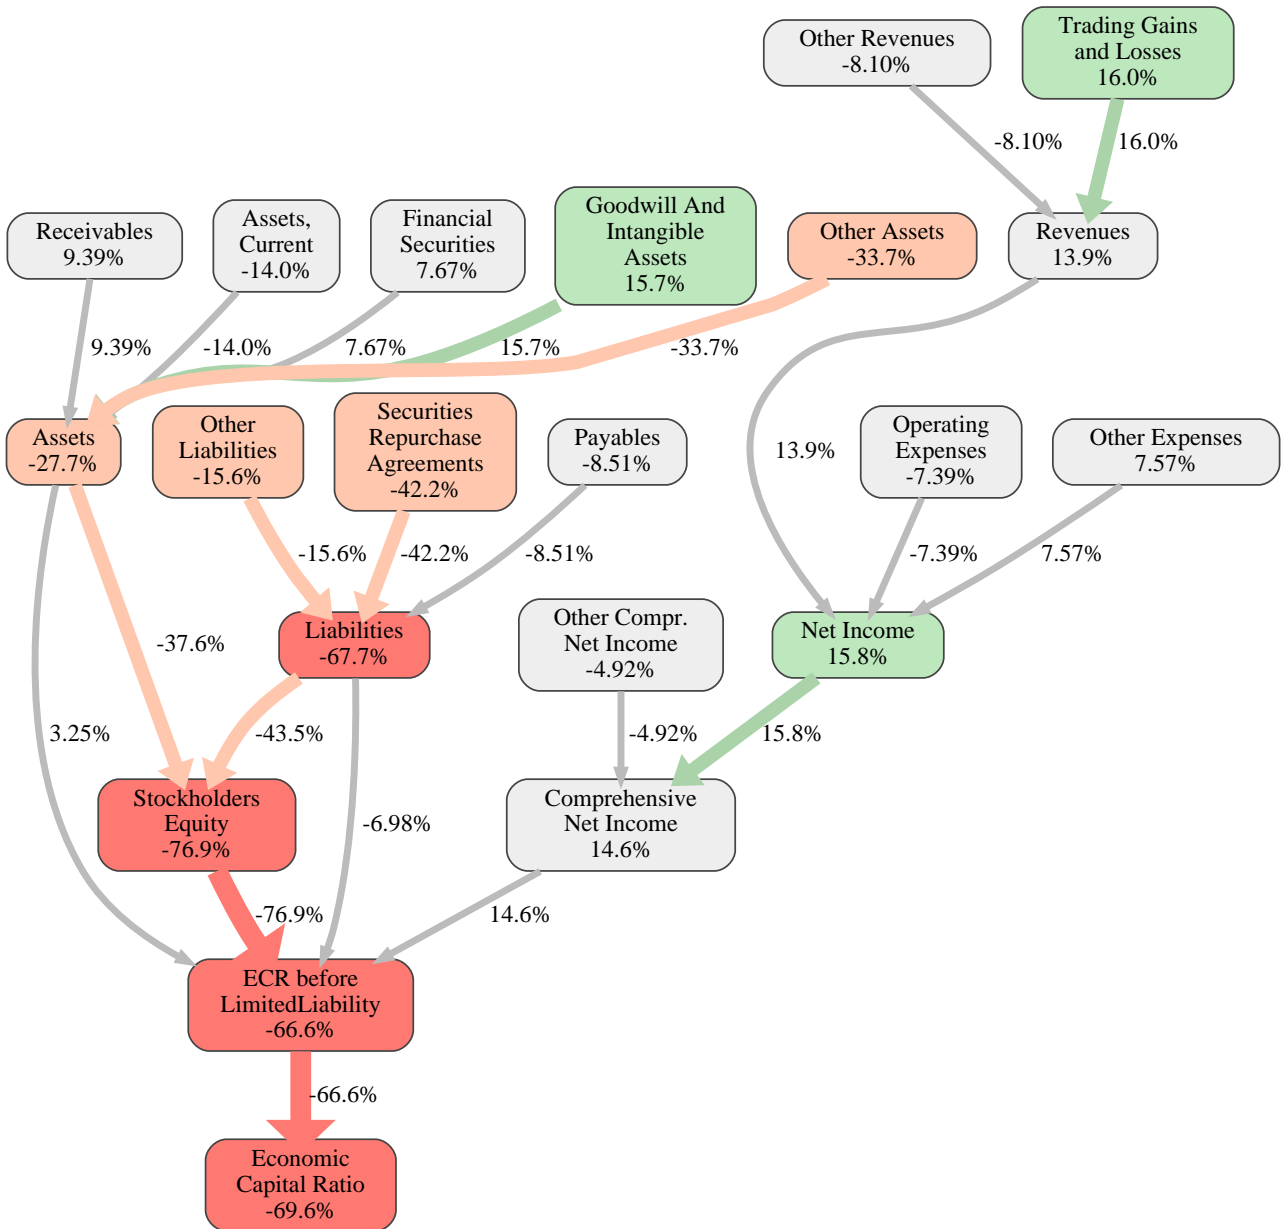 Other Revenues
-8.10%
Trading Gains
and Losses
16.0%
-8.10%
16.0%
Receivables
9.39%
Assets,
Current
-14.0%
Financial
Securities
7.67%
Goodwill And
Intangible
Assets
15.7%
Other Assets
-33.7%
Revenues
13.9%
9.39%
-14.0%
7.67%
15.7%
-33.7%
Assets
-27.7%
Other
Liabilities
-15.6%
Securities
Repurchase
Agreements
-42.2%
Payables
-8.51%
13.9%
Operating
Expenses
-7.39%
Other Expenses
7.57%
-15.6%
-42.2%
-8.51%
-7.39%
7.57%
-37.6%
Liabilities
-67.7%
Other Compr.
Net Income
-4.92%
Net Income
15.8%
3.25%
-43.5%
-4.92%
15.8%
Stockholders
Equity
-76.9%
-6.98%
Comprehensive
Net Income
14.6%
-76.9%
14.6%
ECR before
LimitedLiability
-66.6%
-66.6%
Economic
Capital Ratio
-69.6%